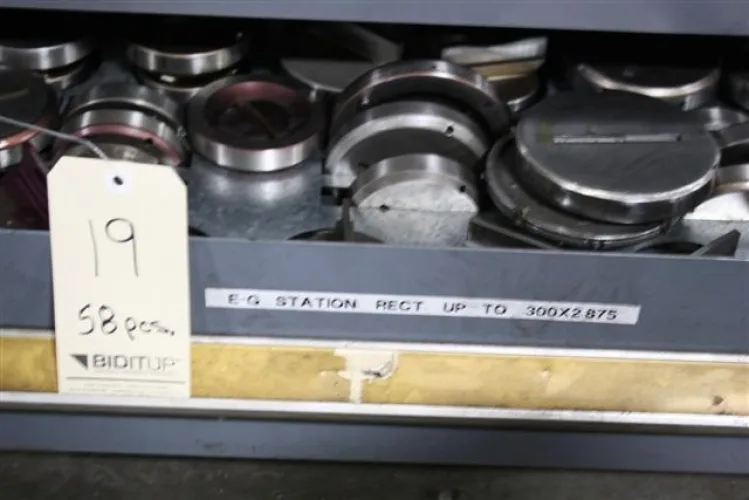 19
58 pcs.
BIDITUP
E-G STATION RECT. UP TO 300X2.875